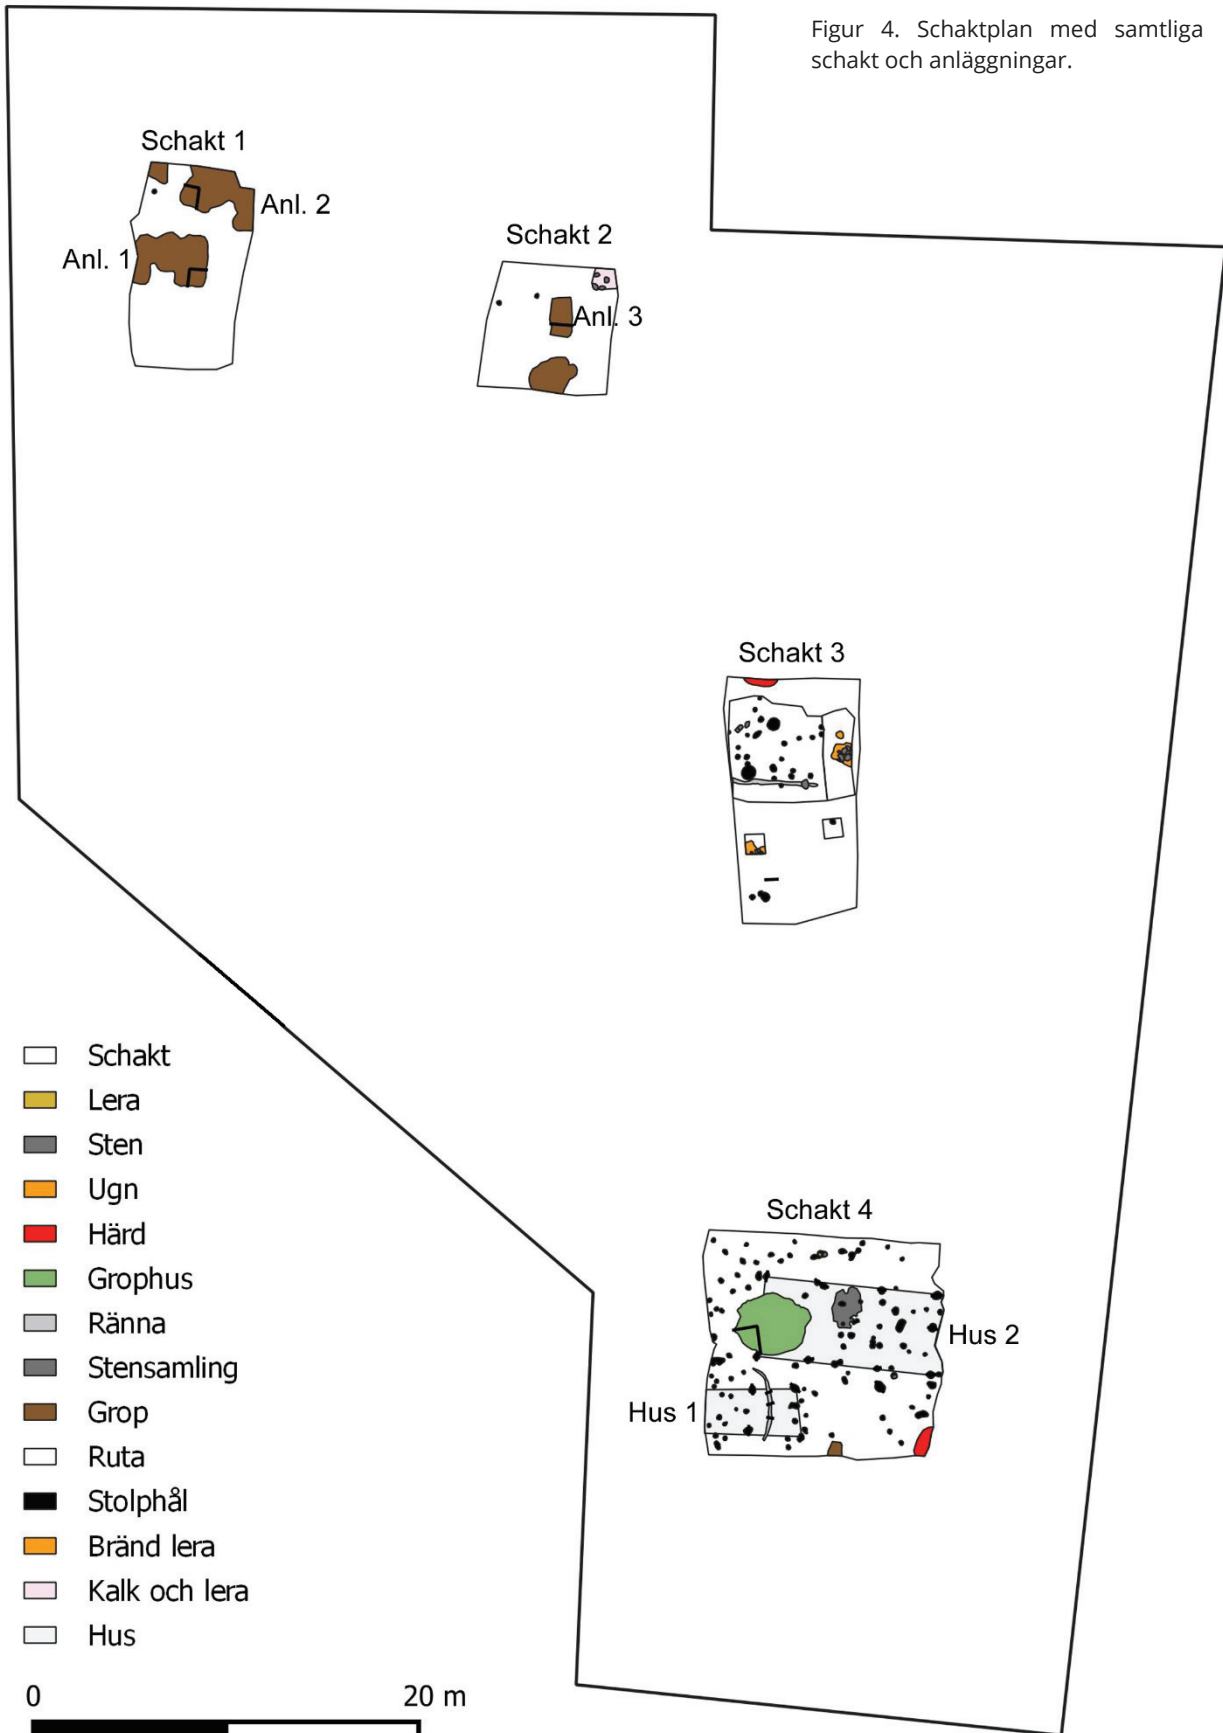 Figur 4. Schaktplan med samtliga
schakt och anläggningar.
Schakt 1
Anl. 2
Anl. 1
Schakt 2
Anl. 3
Schakt 3
Schakt 4
Hus 2
Hus 1
Schakt
Lera
Sten
Ugn
Härd
Grophus
Ränna
Stensamling
Grop
Ruta
Stolphål
Bränd lera
Kalk och lera
Hus
0 20 m